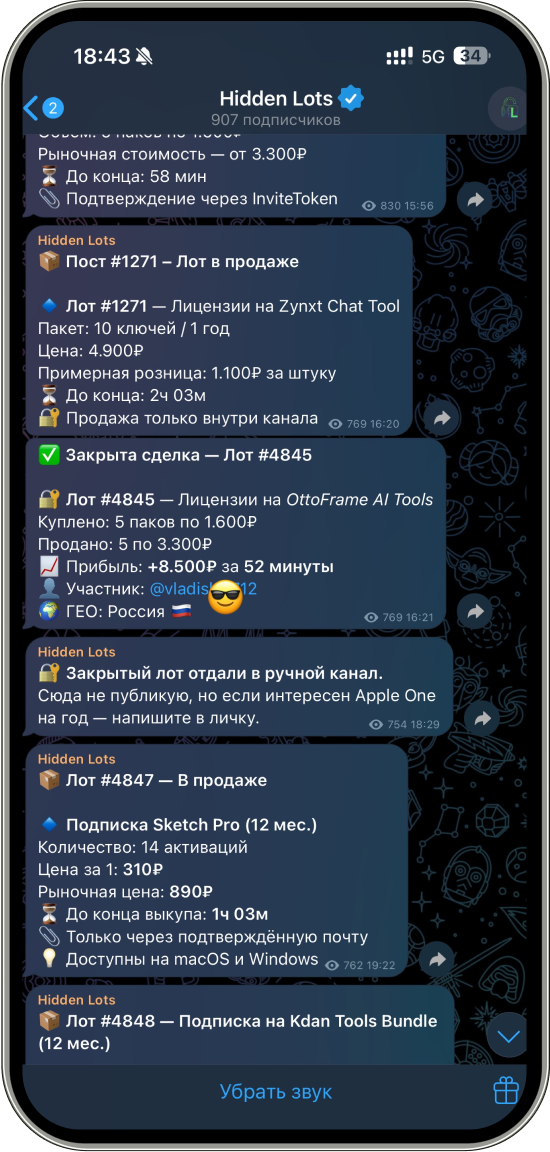 18:43
5G
34
2
Hidden Lots
907 подписчиков
L
Рыночная стоимость — от 3.300₽
До конца: 58 мин
Подтверждение через InviteToken
830 15:56
Hidden Lots
Пост #1271 – Лот в продаже
Лот #1271 — Лицензии на Zynxt Chat Tool
Пакет: 10 ключей / 1 год
Цена: 4.900₽
Примерная розница: 1.100₽ за штуку
До конца: 2ч 03м
Продажа только внутри канала
769 16:20
Закрыта сделка — Лот #4845
Лот #4845 — Лицензии на OttoFrame AI Tools
Куплено: 5 паков по 1.600₽
Продано: 5 по 3.300₽
Прибыль: +8.500₽ за 52 минуты
Участник:
ГЕО: Россия
769 16:21
Hidden Lots
Закрытый лот отдали в ручной канал.
Сюда не публикую, но если интересен Apple One
на год — напишите в личку.
754 18:29
Hidden Lots
Лот #4847 — В продаже
Подписка Sketch Pro (12 мес.)
Количество: 14 активаций
Цена за 1: 310₽
Рыночная цена: 890₽
До конца выкупа: 1ч 03м
Только через подтверждённую почту
Доступны на macOS и Windows
762 19:22
Hidden Lots
Лот #4848 — Подписка на Kdan Tools Bundle
(12 мес.)
Убрать звук